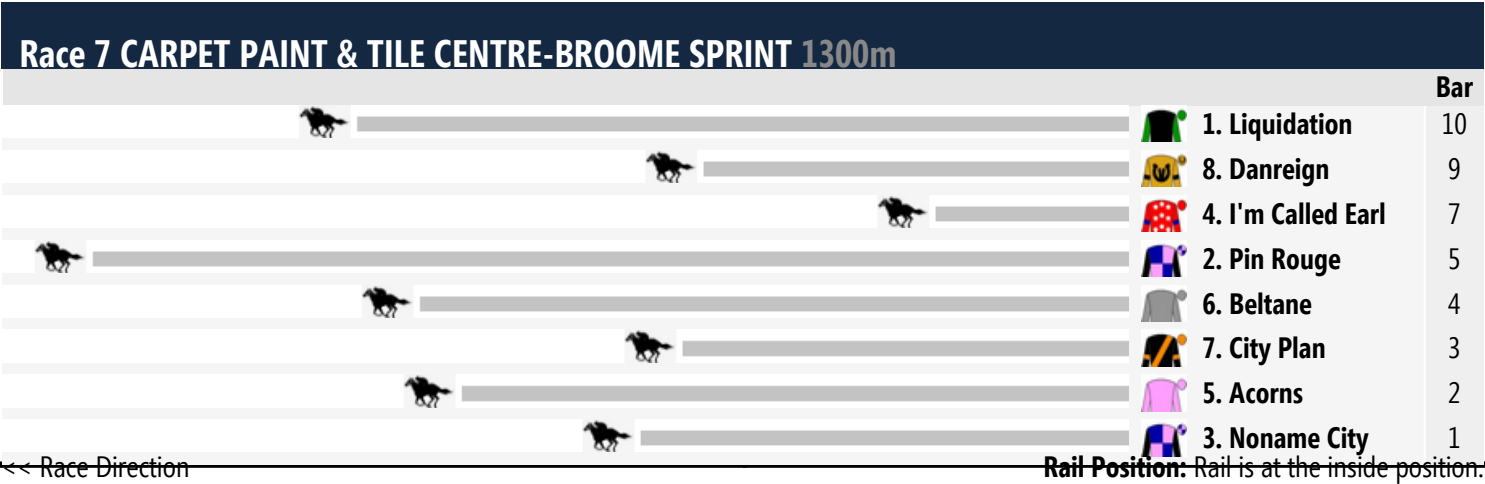 Race 7 CARPET PAINT & TILE CENTRE-BROOME SPRINT 1300m
Bar
1. Liquidation 10
8. Danreign 9
4. I'm Called Earl 7
2. Pin Rouge 5
6. Beltane 4
7. City Plan 3
5. Acorns 2
3. Noname City 1
<< Race Direction Rail Position: Rail is at the inside position.